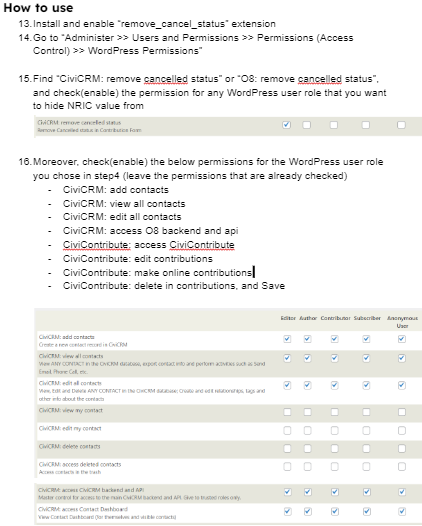 How to use
13. Install and enable "remove_cancel_status" extension
14. Go to "Administer >> Users and Permissions >> Permissions (Access
Control) >> WordPress Permissions"
15. Find "CiviCRM: remove cancelled status" or "O8: remove cancelled status",
and check(enable) the permission for any WordPress user role that you want
to hide NRIC value from
CiviCRM: remove cancelled status
Remove Cancelled status in Contribution Form
16. Moreover, check(enable) the below permissions for the WordPress user role
you chose in step4 (leave the permissions that are already checked)
- CiviCRM: add contacts
- CiviCRM: view all contacts
- CiviCRM: edit all contacts
- CiviCRM: access O8 backend and api
- CiviContribute: access CiviContribute
- CiviContribute: edit contributions
- CiviContribute: make online contributions
- CiviContribute: delete in contributions, and Save
Editor Author Contributor Subscriber Anonymous
User
CiviCRM: add contacts
Create a new contact record in CiviCRM
CiviCRM: view all contacts
View ANY CONTACT in the CiviCRM database, export contact info and perform activities such as Send
Email, Phone Call, etc.
CiviCRM: edit all contacts
View, Edit and Delete ANY CONTACT in the CiviCRM database; Create and edit relationships, tags and
other info about the contacts
CiviCRM: view my contact
CiviCRM: edit my contact
CiviCRM: delete contacts
CiviCRM: access deleted contacts
Access contacts in the trash
CiviCRM: access CiviCRM backend and API
Master control for access to the main CiviCRM backend and API. Give to trusted roles only.
CiviCRM: access Contact Dashboard
View Contact Dashboard (for themselves and visible contacts)